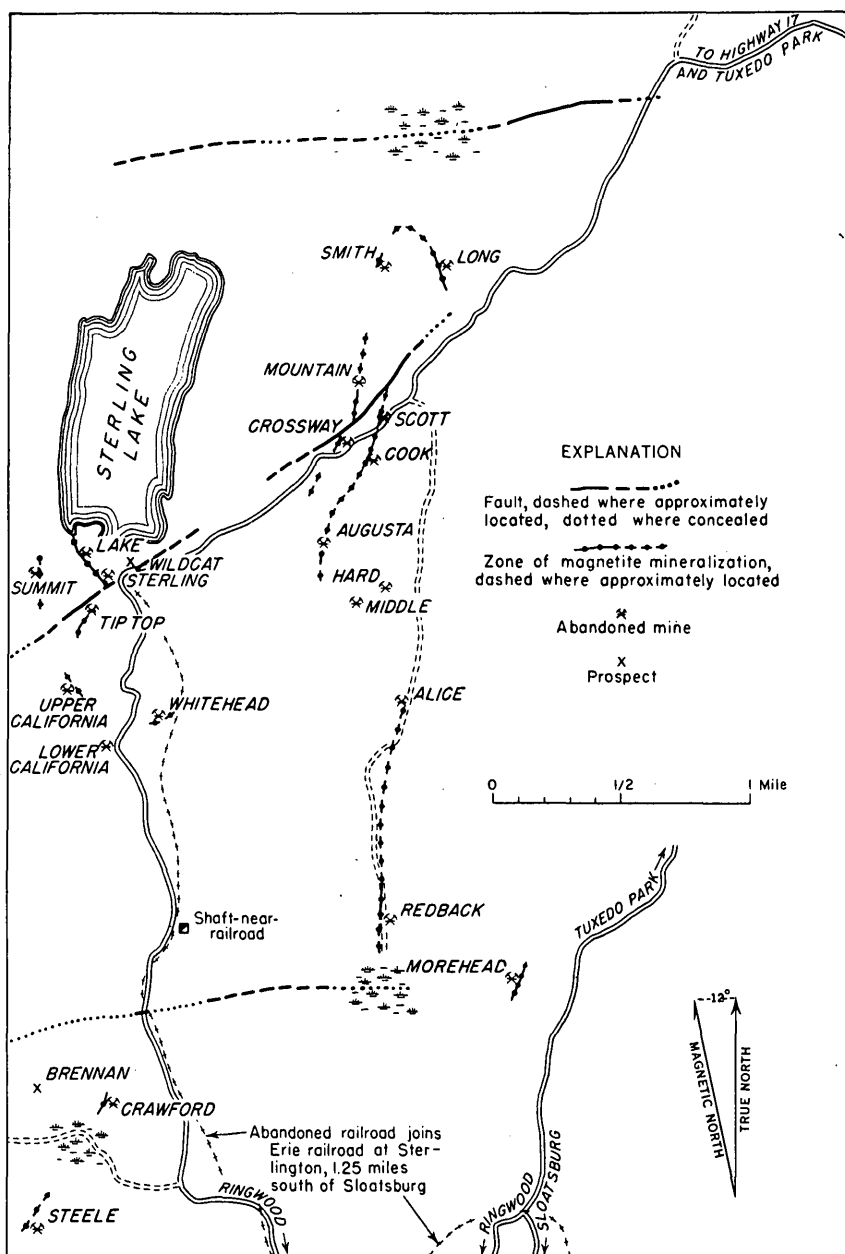 TO HIGHWAY 17
AND TUXEDO PARK
SMITH
LONG
STERLING
LAKE
MOUNTAIN
CROSSWAY
SCOTT
COOK
EXPLANATION
Fault, dashed where approximately
located, dotted where concealed
Zone of magnetite mineralization,
dashed where approximately located
Abandoned mine
x
Prospect
AUGUSTA
LAKE
x WILDCAT
STERLING
SUMMIT
HARD
MIDDLE
TIP TOP
UPPER
CALIFORNIA
WHITEHEAD
ALICE
LOWER
CALIFORNIA
0 1/2 1 Mile
TUXEDO PARK
Shaft-near-
railroad
REDBACK
MOREHEAD
12°
MAGNETIC NORTH
TRUE NORTH
BRENNAN
x
CRAWFORD
Abandoned railroad joins
Erie railroad at Ster-
lington, 1.25 miles
south of Sloatsburg
STEELE
RINGWOOD
RINGWOOD
SLOATSBURG